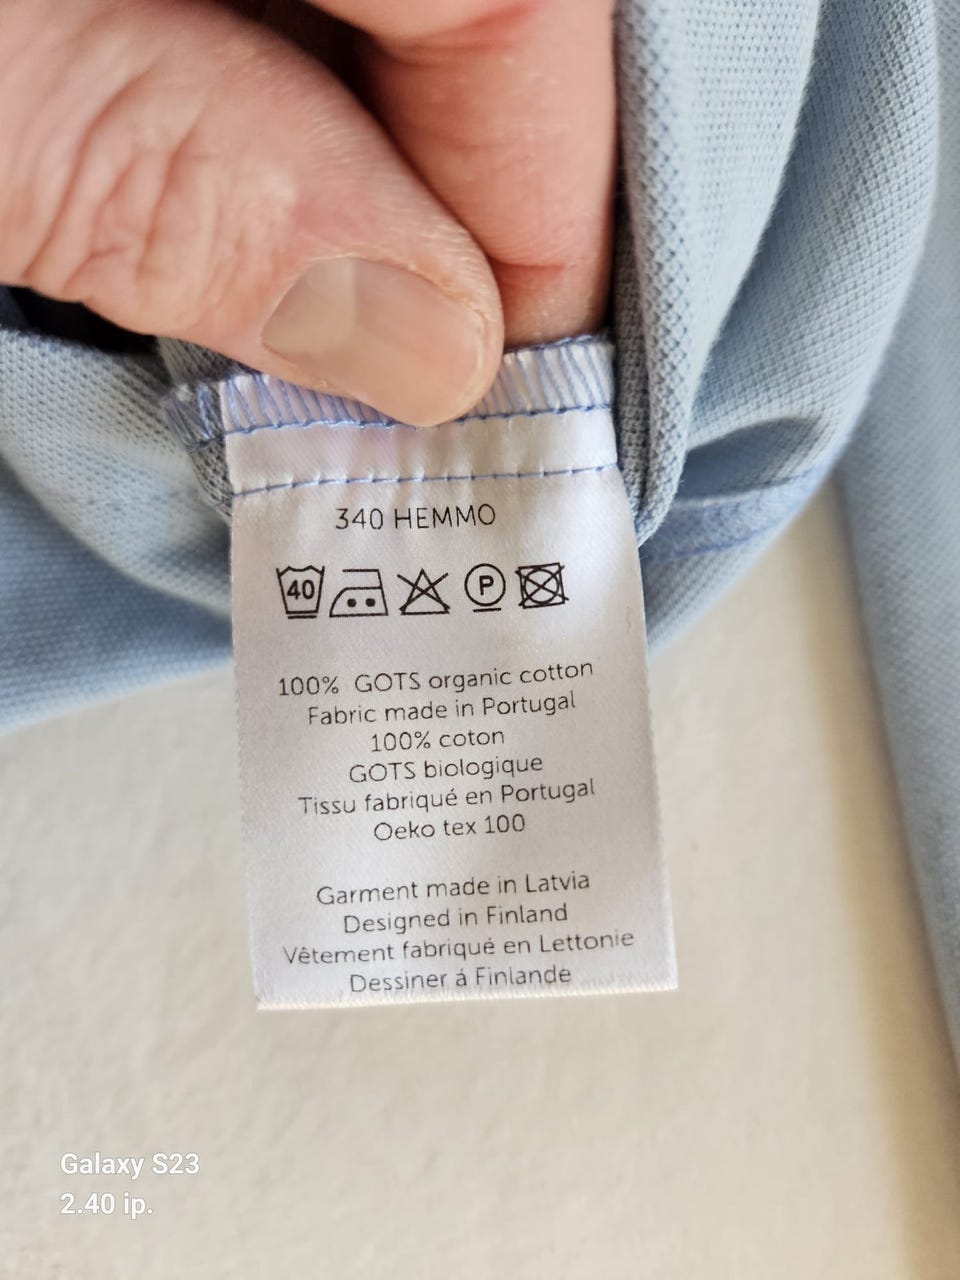 340 HEMMO
40 P
100% GOTS organic cotton
Fabric made in Portugal
100% coton
GOTS biologique
Tissu fabriqué en Portugal
Oeko tex 100
Garment made in Latvia
Designed in Finland
Vêtement fabriqué en Lettonie
Dessiner á Finlande
Galaxy S23
2.40 ip.